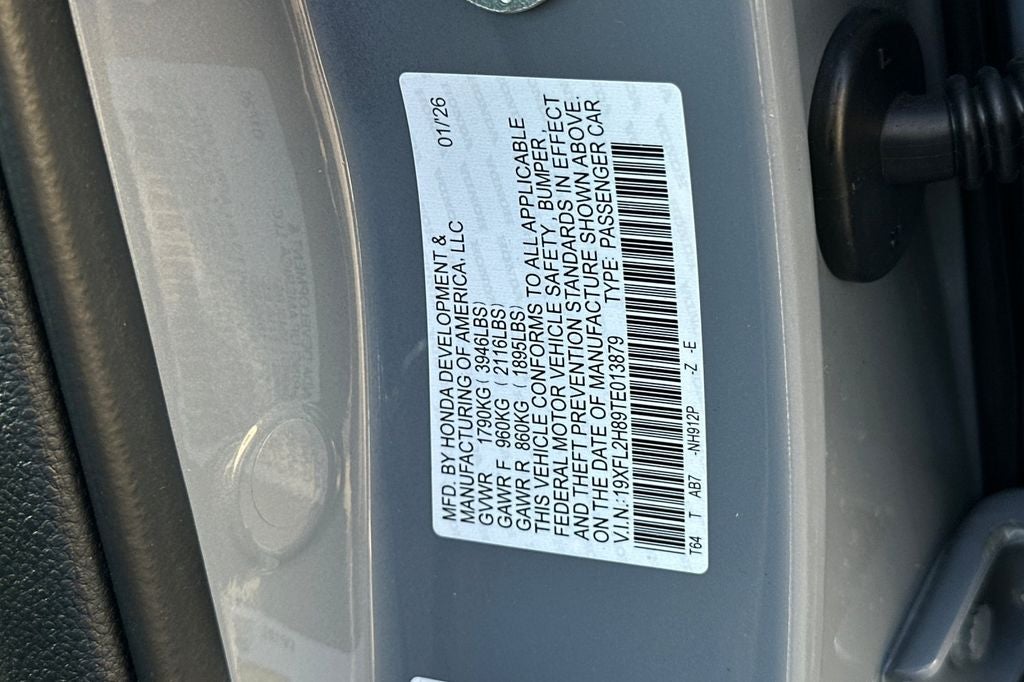 MFD. BY HONDA DEVELOPMENT &
MANUFACTURING OF AMERICA, LLC 01/'26
GVWR 1790KG ( 3946LBS)
GAWR F 960KG ( 2116LBS)
GAWR R 860KG ( 1896LBS)
THIS VEHICLE CONFORMS TO ALL APPLICABLE
FEDERAL MOTOR VEHICLE SAFETY, BUMPER,
AND THEFT PREVENTION STANDARDS IN EFFECT
ON THE DATE OF MANUFACTURE SHOWN ABOVE.
V.I.N:19XFL2H89TE013879 TYPE: PASSENGER CAR
T64 T AB7 -NH912P -Z -E